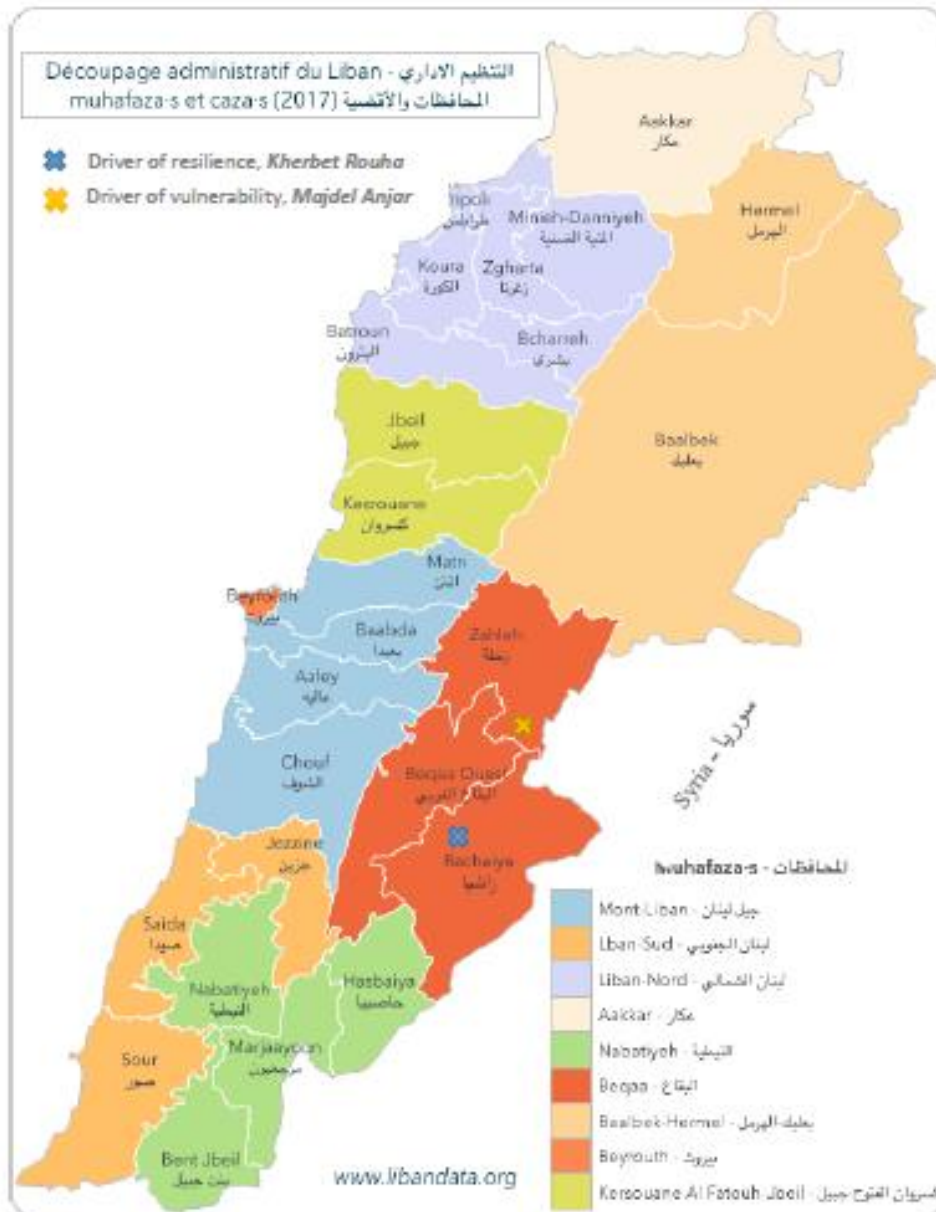 Découpage administratif du Liban - التنظيم الاداري
muhafaza·s et caza·s (2017) المحافظات والأقضية
Driver of resilience, Kherbet Rouha
Driver of vulnerability, Majdel Anjar
Aakkar
عكار
Hermel
الهرمل
طرابلس
Minieh-Danniyeh
المنية الضنية
Koura
الكورة
Zgharta
زغرتا
Batroun
البترون
Bcharreh
بشري
Jbeil
جبيل
Baalbek
بعلبك
Kesrouane
كسروان
Matn
المتن
Beyrouth
بيروت
Baabda
بعبدا
Zahleh
زحلة
Aaley
عاليه
Chouf
الشوف
Beqaa Ouest
البقاع الغربي
Syria - سوريا
Jezzine
جزين
Rachaiya
راشيا
Saida
صيدا
Nabatiyeh
النبطية
Hasbaiya
حاصبيا
Marjaayoun
مرجعيون
Sour
صور
Bent Jbeil
بنت جبيل
www.libandata.org
muhafaza·s - المحافظات
Mont-Liban - جبل لبنان
Lban-Sud - لبنان الجنوبي
Liban-Nord - لبنان الشمالي
Aakkar - عكار
Nabatiyeh - النبطية
Beqaa - البقاع
Baalbek-Hermel - بعلبك-الهرمل
Beyrouth - بيروت
Kersouane Al Fatouh-Jbeil - كسروان الفتوح-جبيل